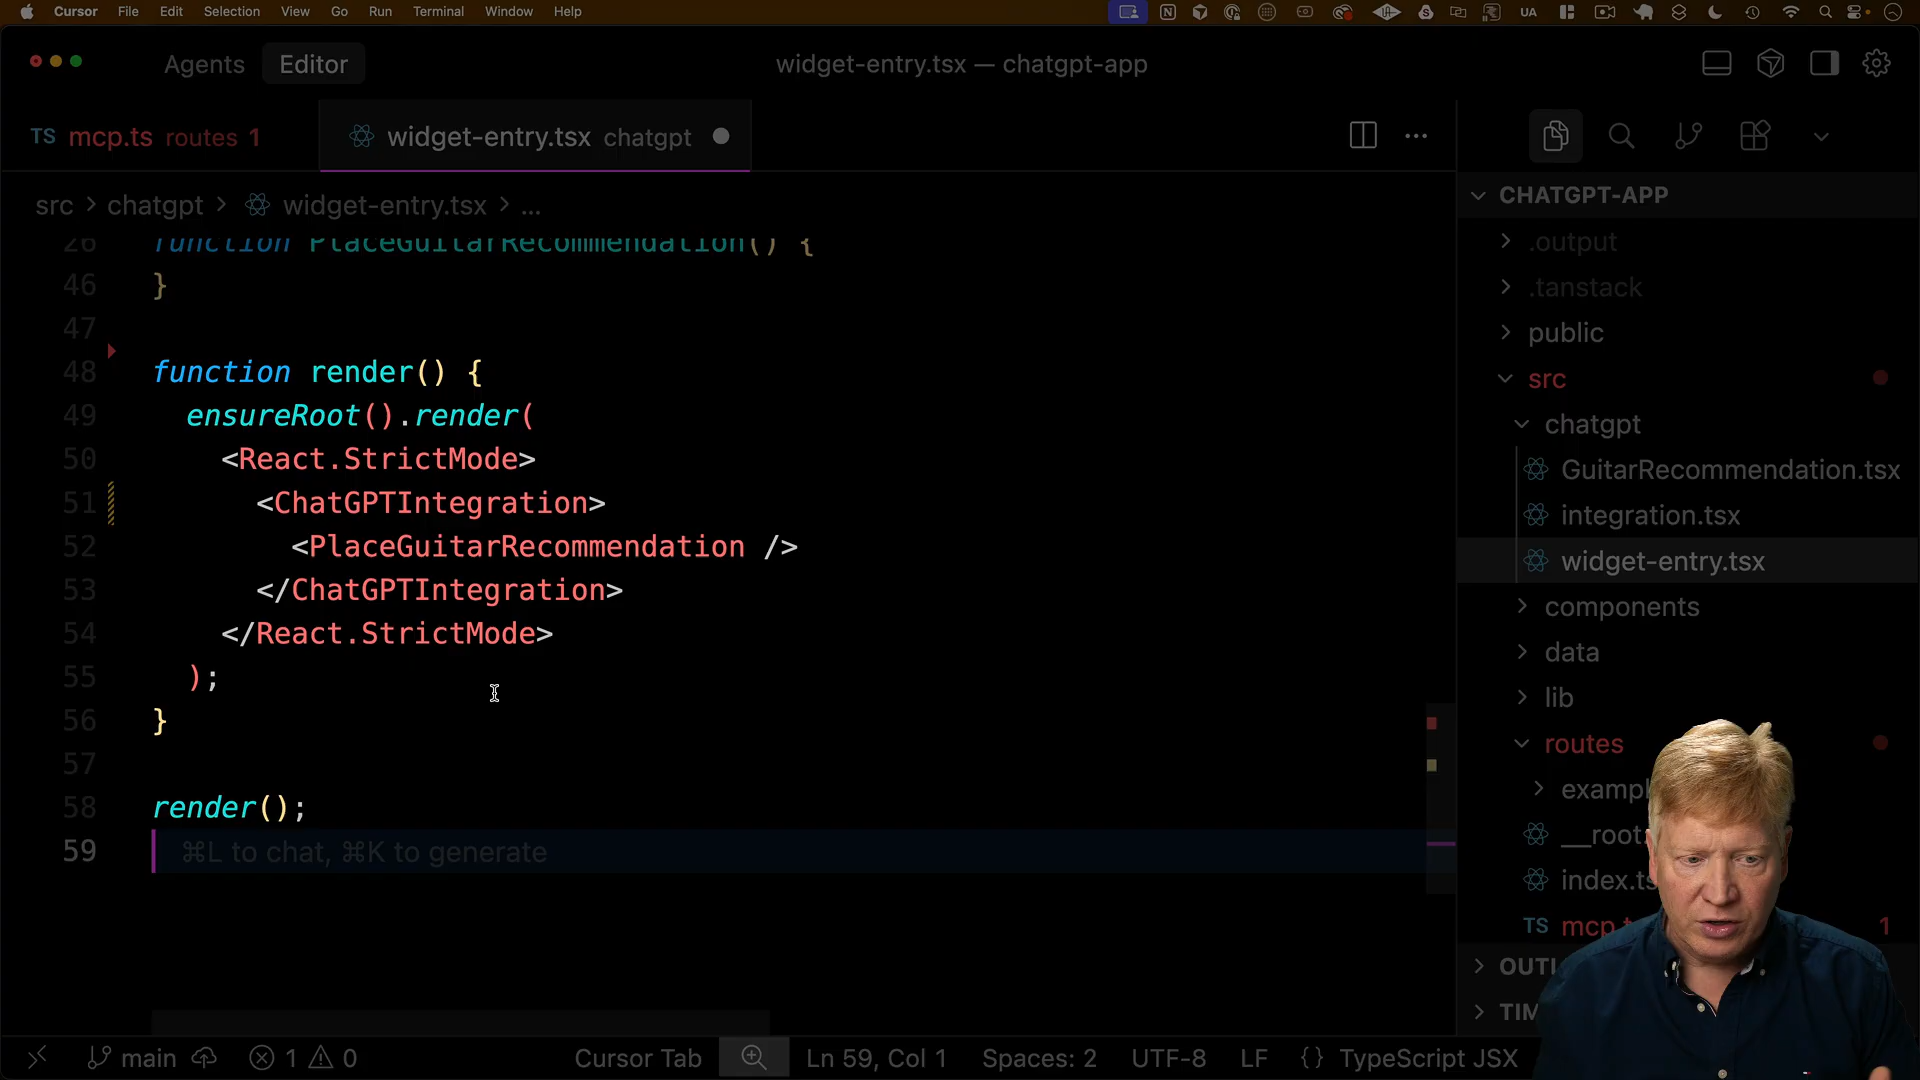 Cursor File Edit Selection View Go Run Terminal Window Help UA
Agents Editor widget-entry.tsx — chatgpt-app
TS mcp.ts routes 1 widget-entry.tsx chatgpt
src > chatgpt > widget-entry.tsx > ...
26 function PlaceGuitarRecommendation() {
46 }
47
48 function render() {
49 ensureRoot().render(
50 <React.StrictMode>
51 <ChatGPTIntegration>
52 <PlaceGuitarRecommendation />
53 </ChatGPTIntegration>
54 </React.StrictMode>
55 );
56 }
57
58 render();
59 ⌘L to chat, ⌘K to generate
CHATGPT-APP
.output
.tanstack
public
src
chatgpt
GuitarRecommendation.tsx
integration.tsx
widget-entry.tsx
components
data
lib
routes
main 1 0 Cursor Tab Ln 59, Col 1 Spaces: 2 UTF-8 LF {} TypeScript JSX